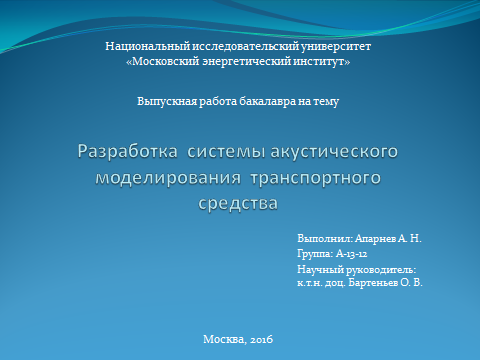 Национальный исследовательский университет
«Московский энергетический институт»
Выпускная работа бакалавра на тему
Разработка системы акустического
моделирования транспортного
средства
Выполнил: Апарнев А. Н.
Группа: А-13-12
Научный руководитель:
к.т.н. доц. Бартеньев О. В.
Москва, 2016